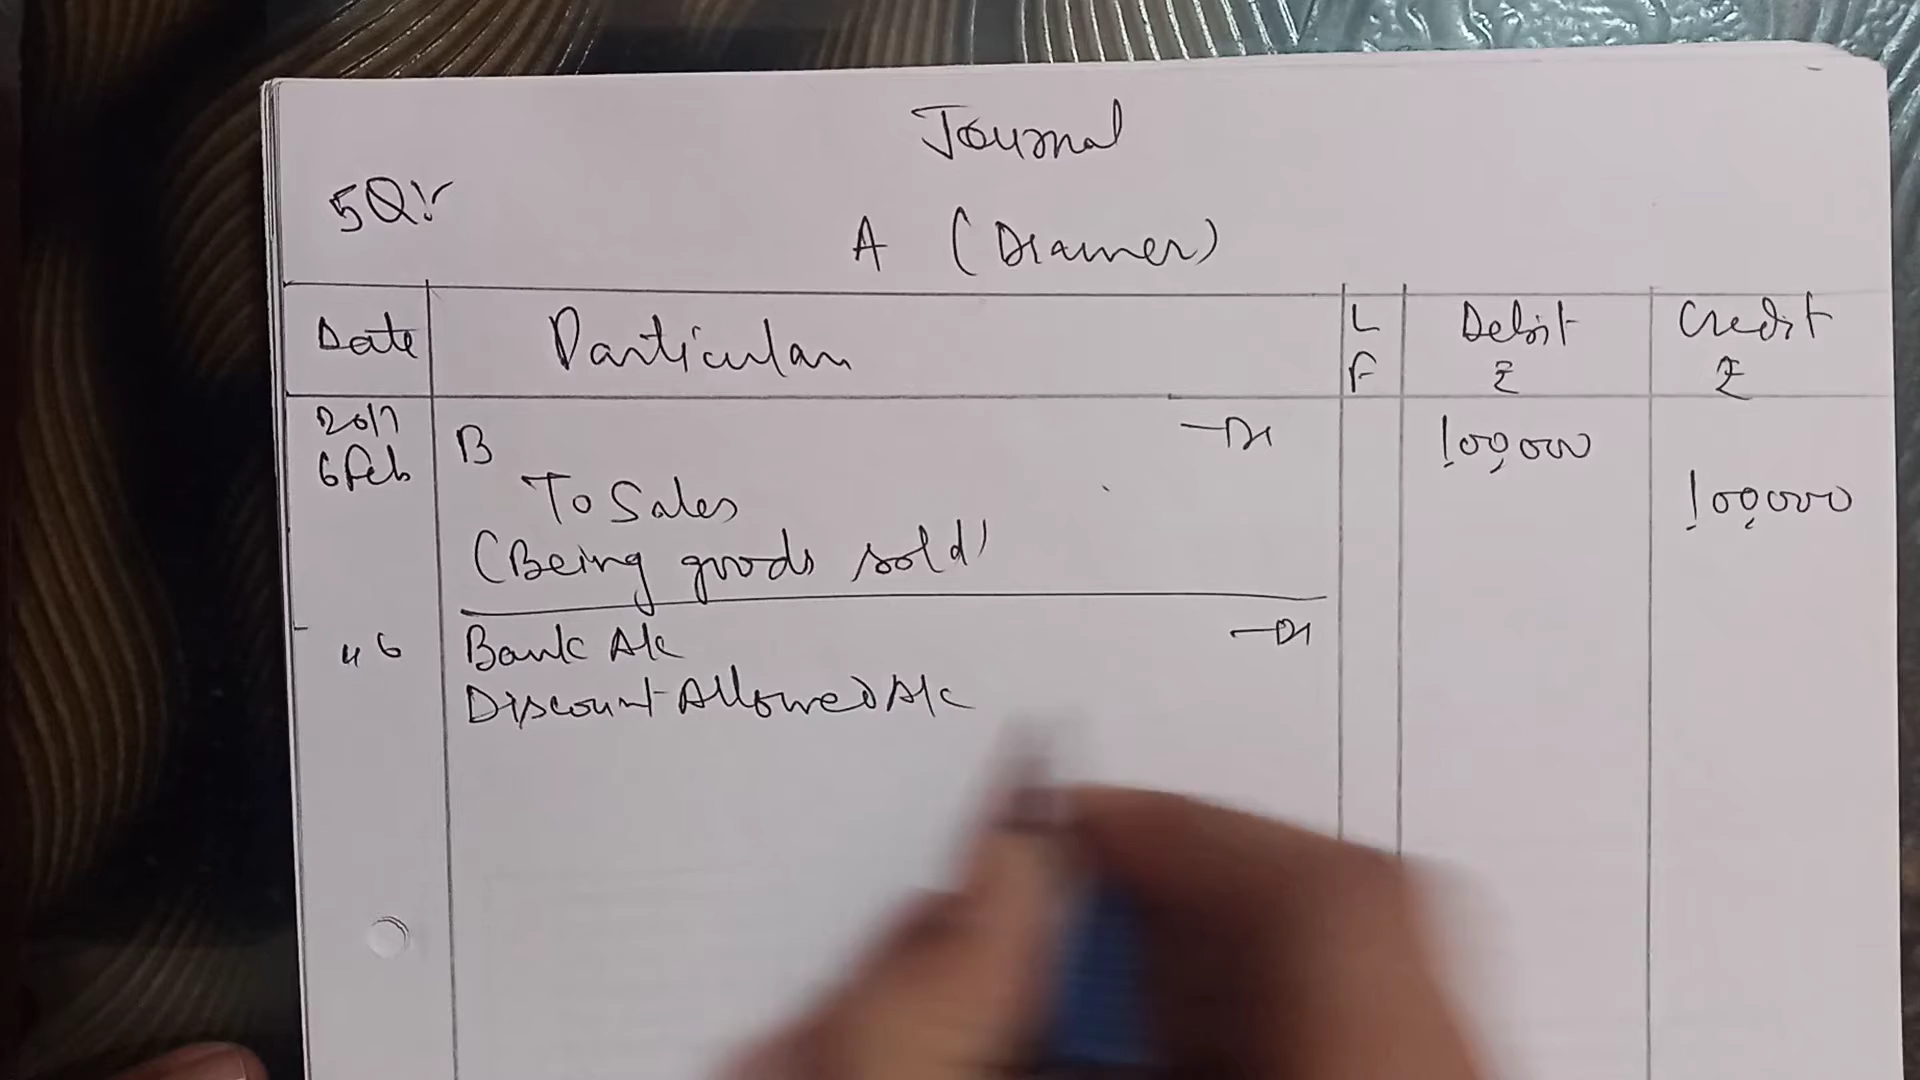 Journal
5Q:-
A (Drawer)
Date Particulars L F Debit ₹ Credit ₹
2017
6 Feb B —Dr 100,000
To Sales 100,000
(Being goods sold)
" 6 Bank A/c —Dr
Discount Allowed A/c